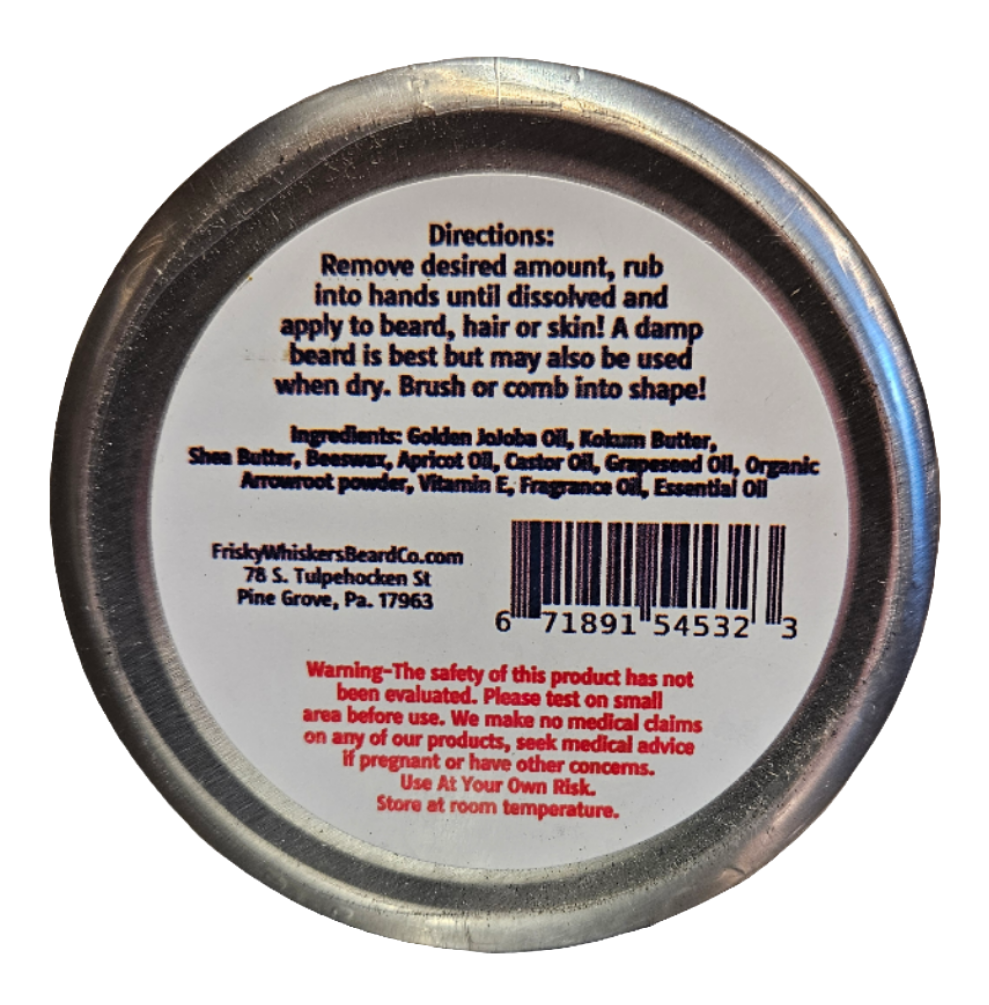 Directions:
Remove desired amount, rub
into hands until dissolved and
apply to beard, hair or skin! A damp
beard is best but may also be used
when dry. Brush or comb into shape!
Ingredients: Golden JoJoba Oil, Kokum Butter,
Shea Butter, Beeswax, Apricot Oil, Castor Oil, Grapeseed Oil, Organic
Arrowroot powder, Vitamin E, Fragrance Oil, Essential Oil
FriskyWhiskersBeardCo.com
78 S. Tulpehocken St
Pine Grove, Pa. 17963
6 71891 54532 3
Warning-The safety of this product has not
been evaluated. Please test on small
area before use. We make no medical claims
on any of our products, seek medical advice
if pregnant or have other concerns.
Use At Your Own Risk.
Store at room temperature.